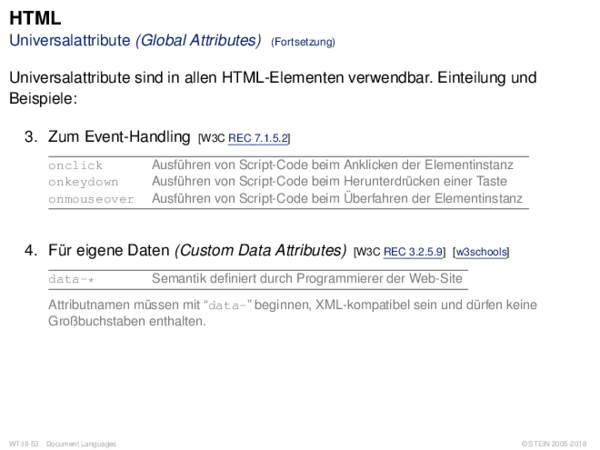 HTML
Universalattribute (Global Attributes) (Fortsetzung)
Universalattribute sind in allen HTML-Elementen verwendbar. Einteilung und
Beispiele:
3. Zum Event-Handling [W3C REC 7.1.5.2]
onclick Ausführen von Script-Code beim Anklicken der Elementinstanz
onkeydown Ausführen von Script-Code beim Herunterdrücken einer Taste
onmouseover Ausführen von Script-Code beim Überfahren der Elementinstanz
4. Für eigene Daten (Custom Data Attributes) [W3C REC 3.2.5.9] [w3schools]
data-* Semantik definiert durch Programmierer der Web-Site
Attributnamen müssen mit “data-” beginnen, XML-kompatibel sein und dürfen keine
Großbuchstaben enthalten.
WT:II-53 Document Languages © STEIN 2005-2018